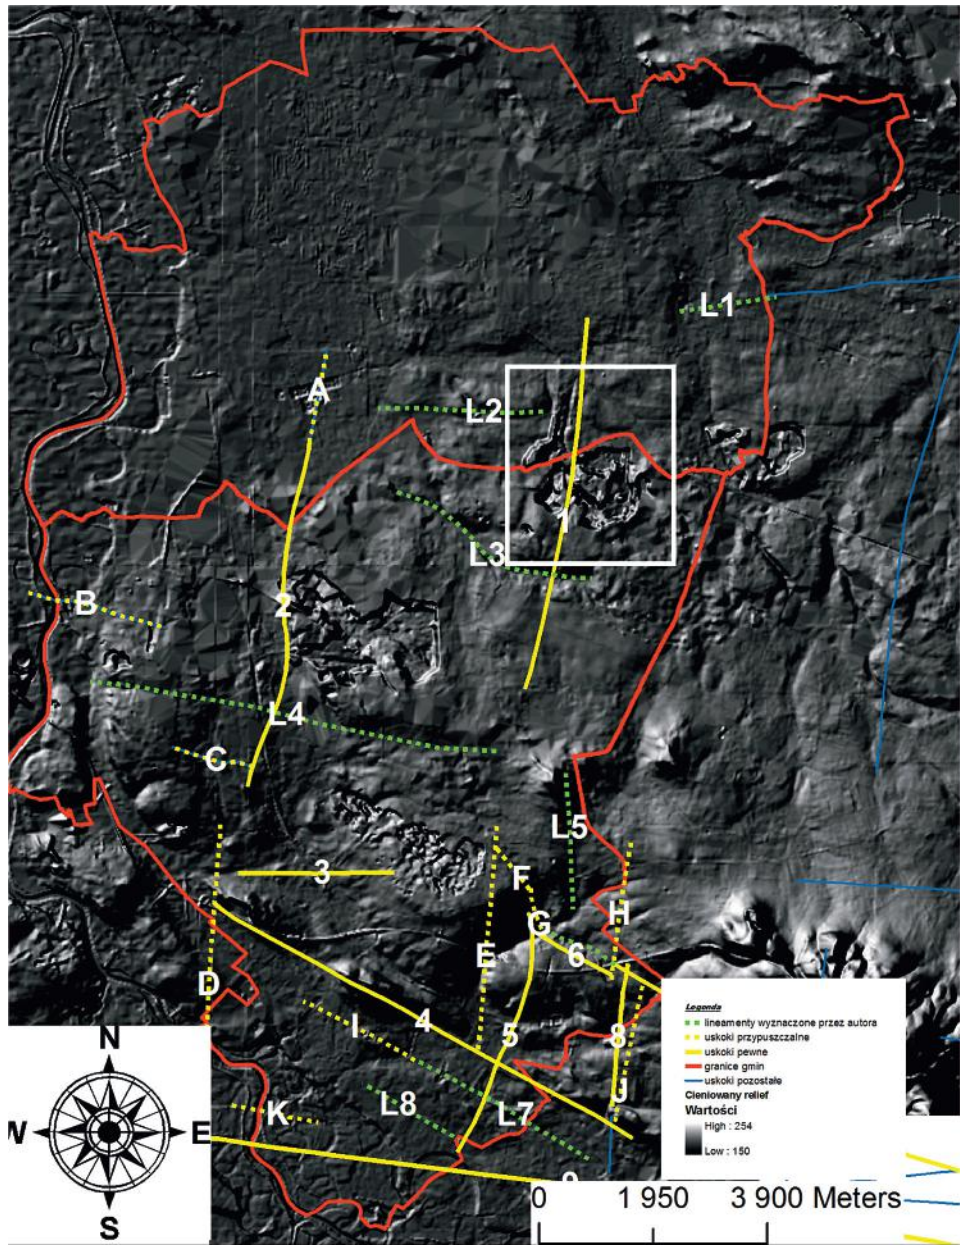 L1
A
L2
1
L3
2
B
L4
C
L5
3
F
H
G
E
6
D
I
4
5
8
J
L8
L7
K
9
N
W
E
S
Legenda
lineamenty wyznaczone przez autora
uskoki przypuszczalne
uskoki pewne
granice gmin
uskoki pozostałe
Cieniowany relief
Wartości
High : 254
Low : 150
0 1 950 3 900 Meters